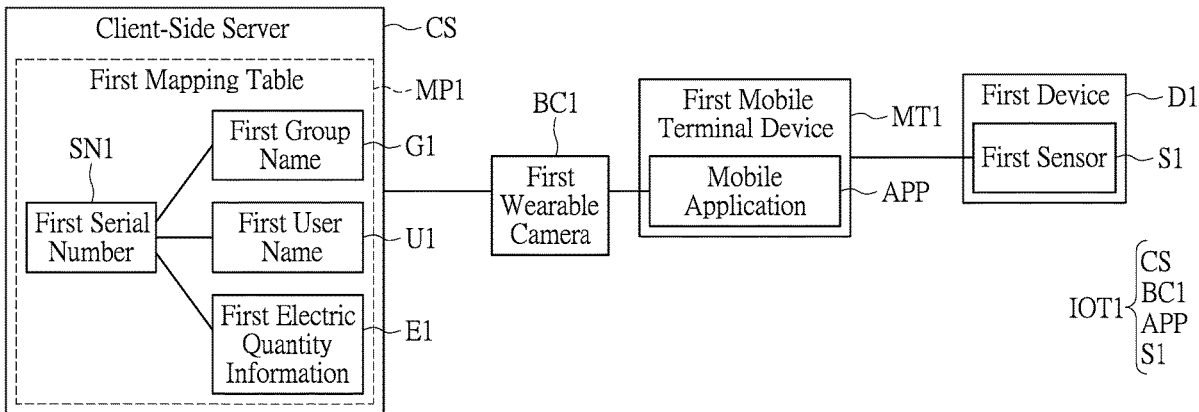 Client-Side Server
CS
First Mapping Table
MP1
SN1
First Serial
Number
First Group
Name
G1
First User
Name
U1
First Electric
Quantity
Information
E1
BC1
First
Wearable
Camera
First Mobile
Terminal Device
MT1
Mobile
Application
APP
First Device
D1
First Sensor
S1
IOT1
CS
BC1
APP
S1